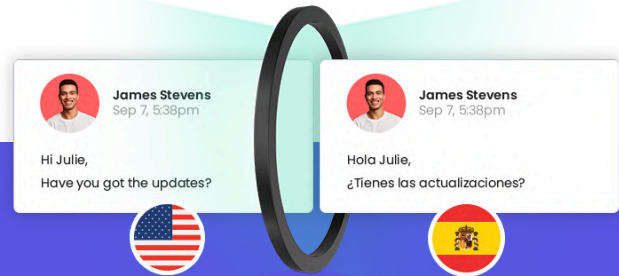 James Stevens
Sep 7, 5:38pm
Hi Julie,
Have you got the updates?
James Stevens
Sep 7, 5:38pm
Hola Julie,
¿Tienes las actualizaciones?